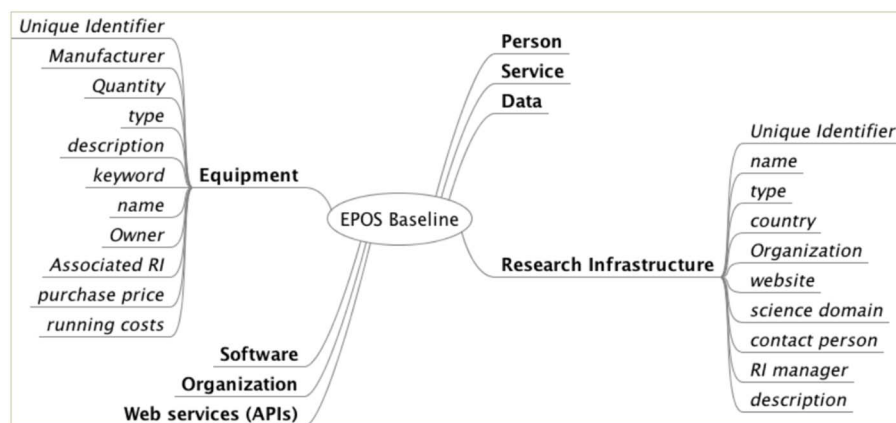 Unique Identifier
Manufacturer
Quantity
type
description
keyword
name
Owner
Associated RI
purchase price
running costs
Equipment
Software
Organization
Web services (APIs)
EPOS Baseline
Person
Service
Data
Research Infrastructure
Unique Identifier
name
type
country
Organization
website
science domain
contact person
RI manager
description